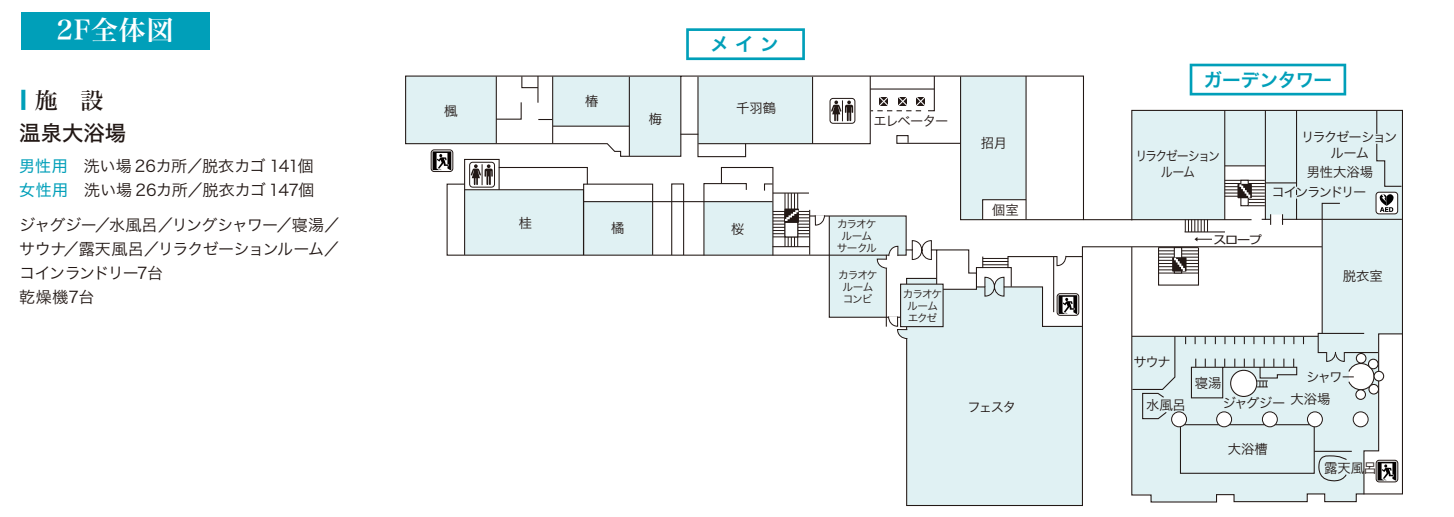 2F全体図
施　設
温泉大浴場
男性用　洗い場 26カ所／脱衣カゴ 141個
女性用　洗い場 26カ所／脱衣カゴ 147個
ジャグジー／水風呂／リングシャワー／寝湯／
サウナ／露天風呂／リラクゼーションルーム／
コインランドリー7台
乾燥機7台
メイン
楓
椿
梅
千羽鶴
エレベーター
招月
個室
桂
橘
桜
カラオケ
ルーム
サークル
カラオケ
ルーム
コンビ
カラオケ
ルーム
エクゼ
フェスタ
ガーデンタワー
リラクゼーション
ルーム
リラクゼーション
ルーム
男性大浴場
コインランドリー
AED
←スロープ
脱衣室
サウナ
寝湯
シャワー
水風呂
ジャグジー
大浴場
大浴槽
露天風呂